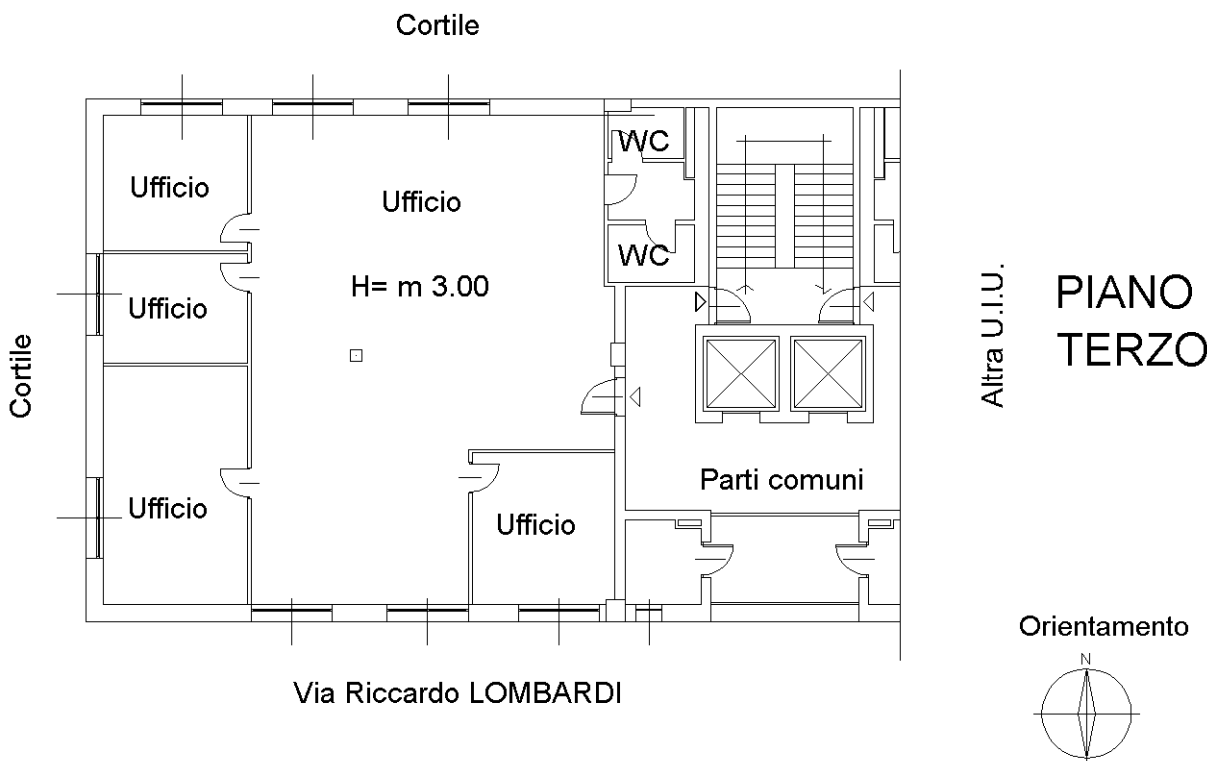 Cortile
WC
Ufficio
Ufficio
WC
H= m 3.00
Ufficio
PIANO
TERZO
Altra U.I.U.
Cortile
Parti comuni
Ufficio
Ufficio
Orientamento
N
Via Riccardo LOMBARDI